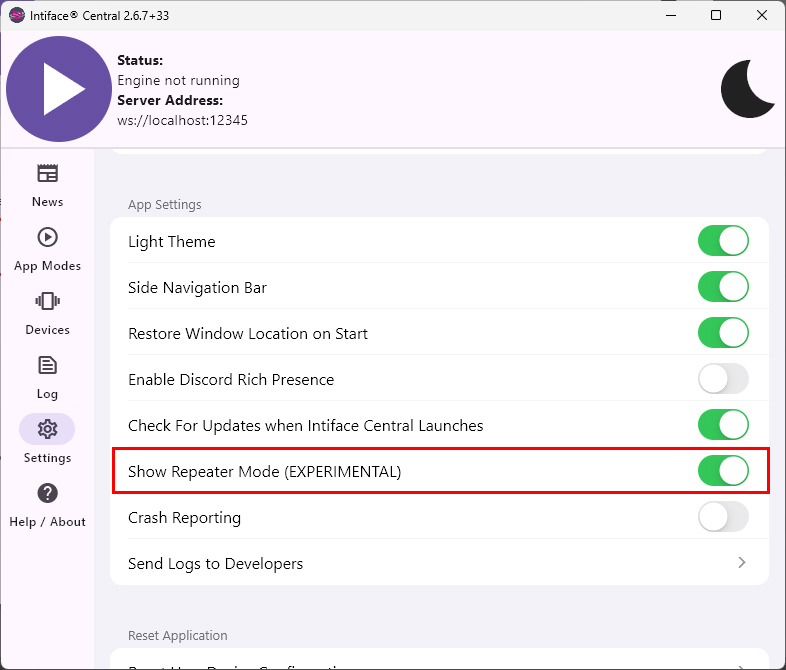 Intiface® Central 2.6.7+33
Status:
Engine not running
Server Address:
ws://localhost:12345
News
App Modes
Devices
Log
Settings
Help / About
App Settings
Light Theme
Side Navigation Bar
Restore Window Location on Start
Enable Discord Rich Presence
Check For Updates when Intiface Central Launches
Show Repeater Mode (EXPERIMENTAL)
Crash Reporting
Send Logs to Developers
Reset Application